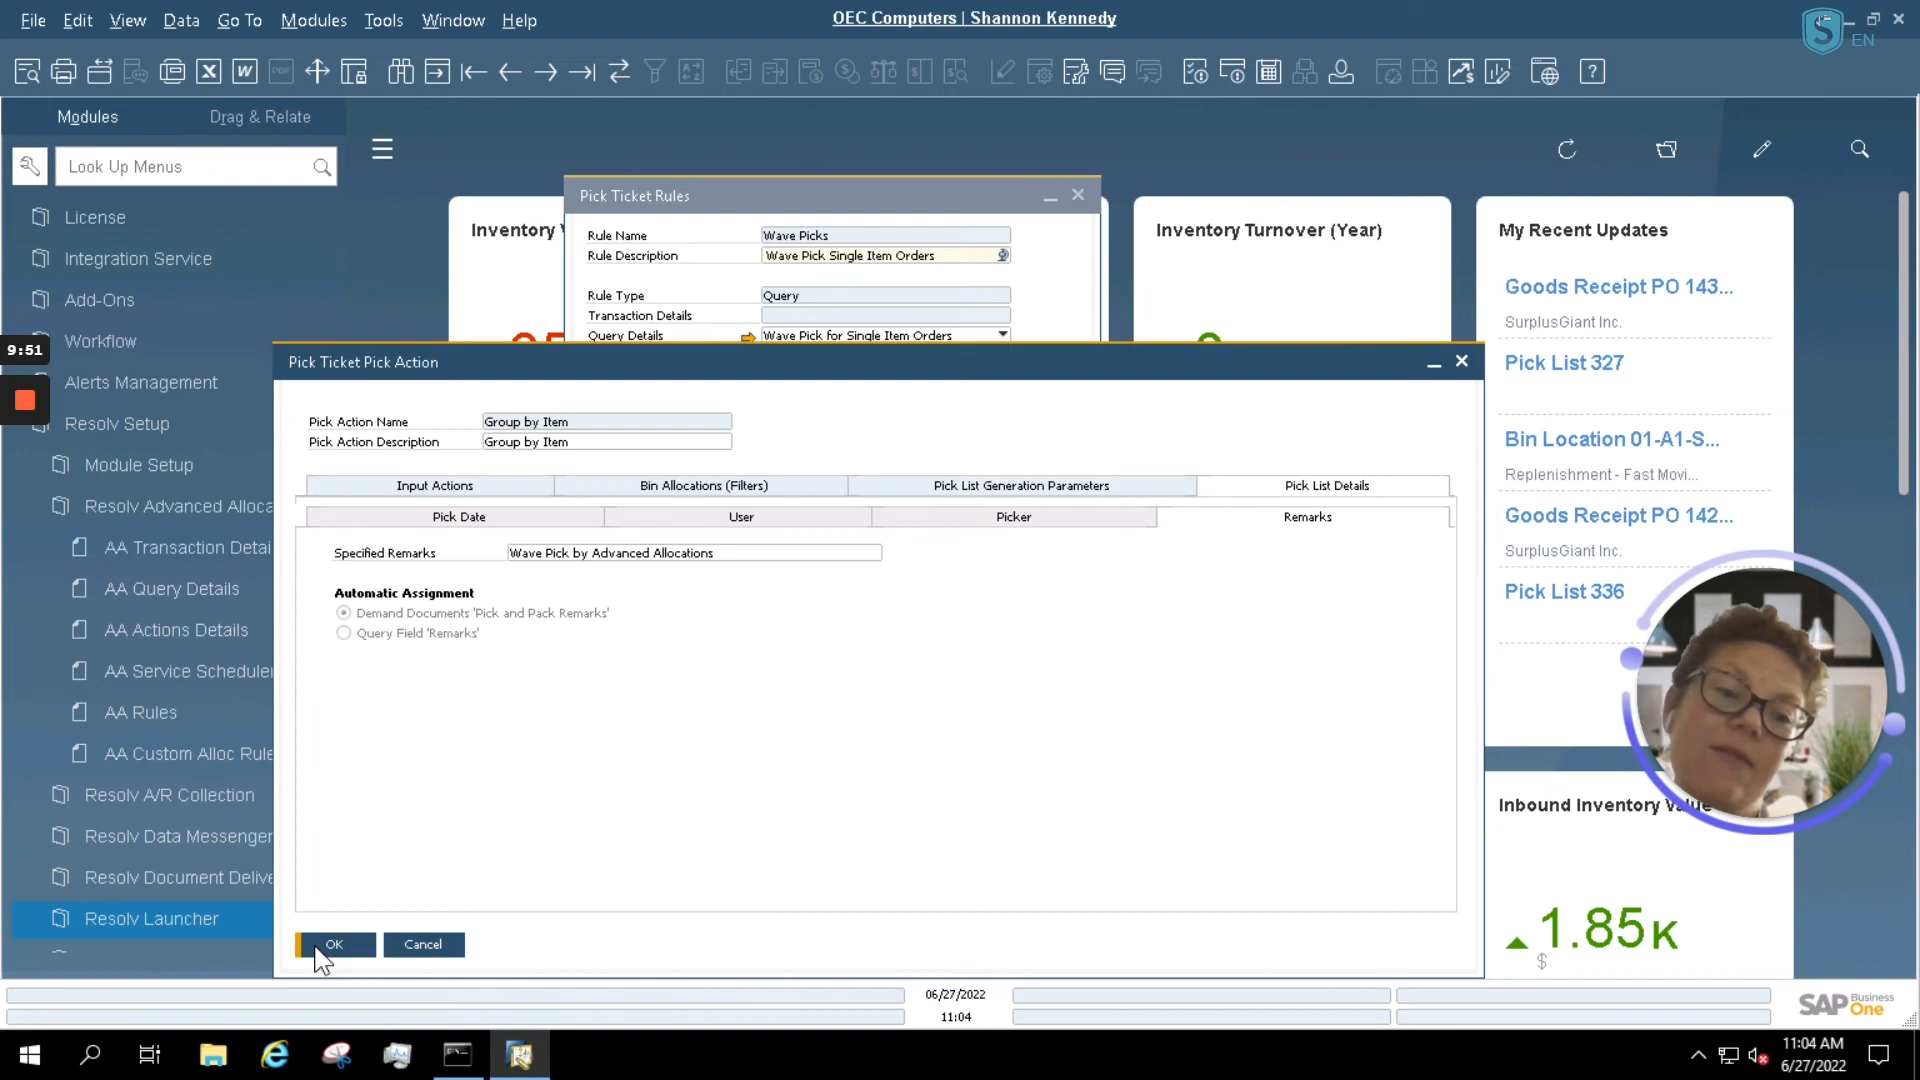 File Edit View Data Go To Modules Tools Window Help
OEC Computers | Shannon Kennedy
S
EN
X
W
PDF
Modules
Drag & Relate
Look Up Menus
License
Integration Service
Add-Ons
Workflow
9:51
Alerts Management
Resolv Setup
Module Setup
Resolv Advanced Alloca
AA Transaction Detai
AA Query Details
AA Actions Details
AA Service Scheduler
AA Rules
AA Custom Alloc Rule
Resolv A/R Collection
Resolv Data Messenger
Resolv Document Delive
Resolv Launcher
Inventory
Pick Ticket Rules
Rule Name Wave Picks
Rule Description Wave Pick Single Item Orders
Rule Type Query
Transaction Details
Query Details Wave Pick for Single Item Orders
Pick Ticket Pick Action
Pick Action Name Group by Item
Pick Action Description Group by Item
Input Actions Bin Allocations (Filters) Pick List Generation Parameters Pick List Details
Pick Date User Picker Remarks
Specified Remarks Wave Pick by Advanced Allocations
Automatic Assignment
Demand Documents 'Pick and Pack Remarks'
Query Field 'Remarks'
OK Cancel
Inventory Turnover (Year)
My Recent Updates
Goods Receipt PO 143...
SurplusGiant Inc.
Pick List 327
Bin Location 01-A1-S...
Replenishment - Fast Movi...
Goods Receipt PO 142...
SurplusGiant Inc.
Pick List 336
Inbound Inventory Value
1.85 K
$
06/27/2022
11:04
SAP Business One
11:04 AM
6/27/2022